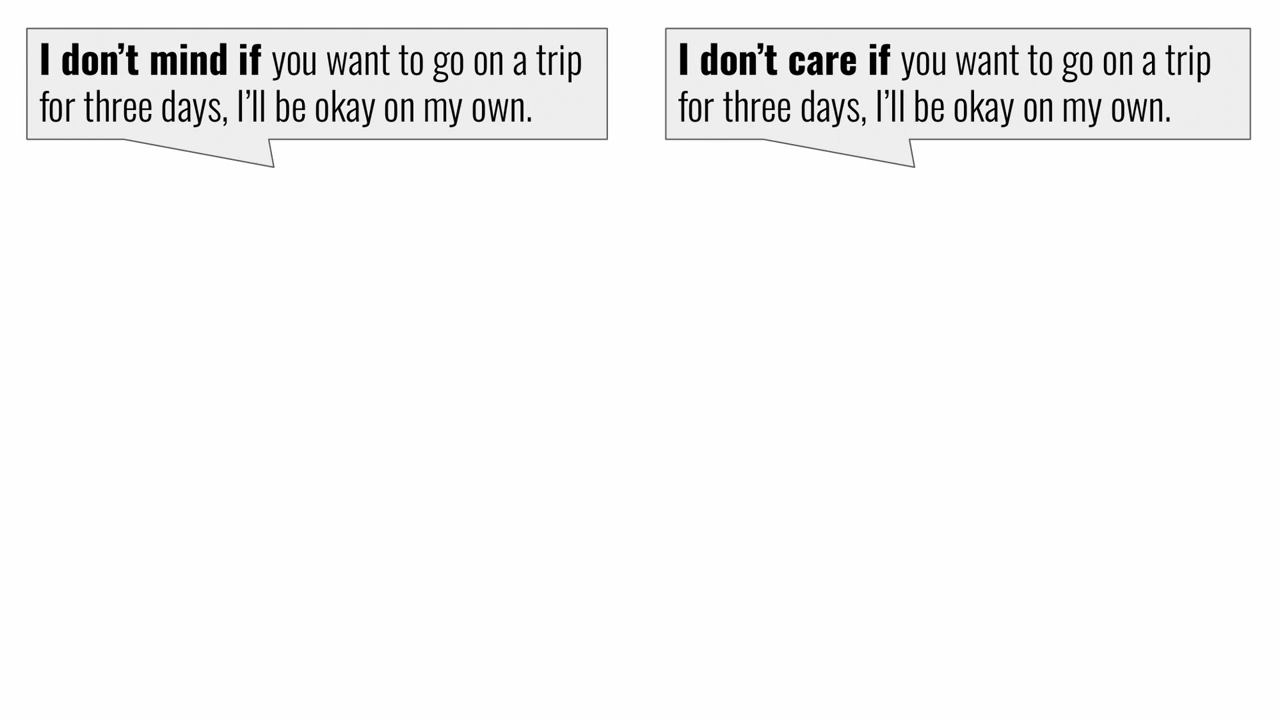 I don’t mind if you want to go on a trip
for three days, I’ll be okay on my own.
I don’t care if you want to go on a trip
for three days, I’ll be okay on my own.